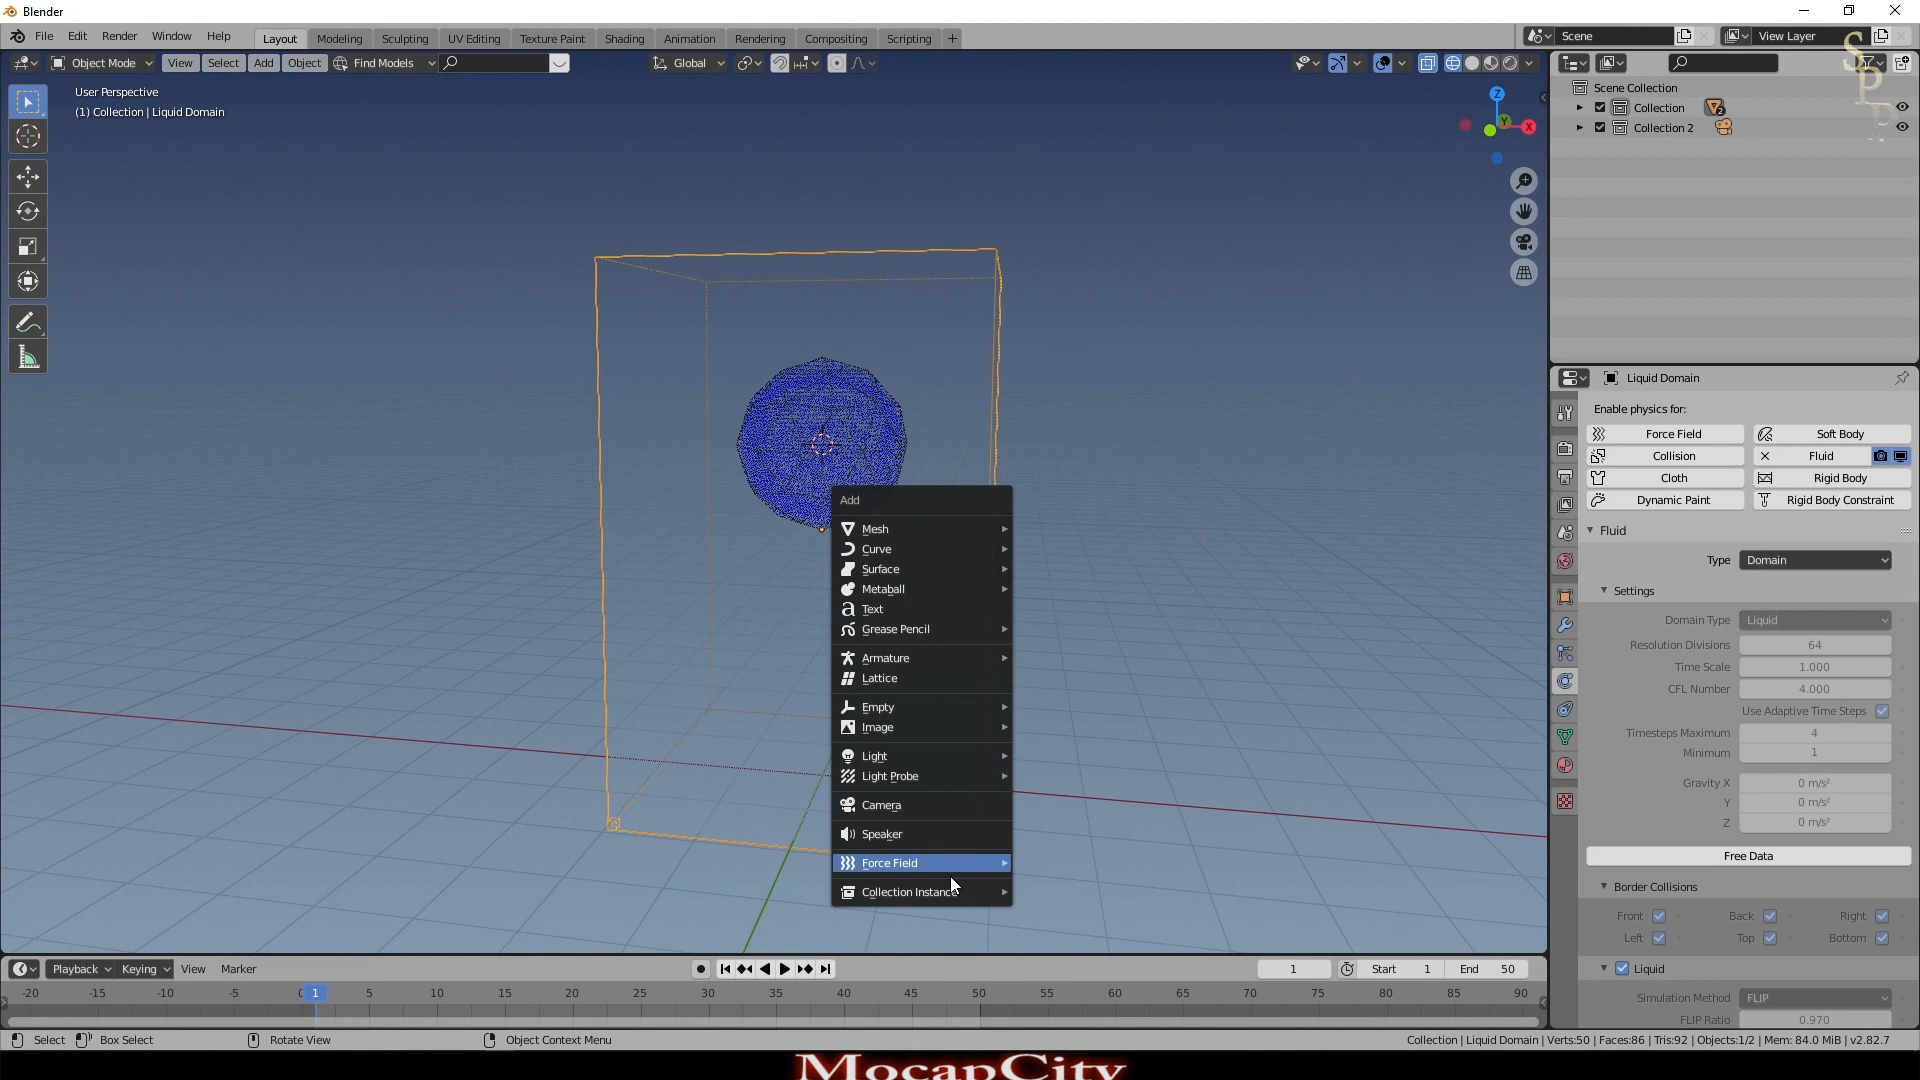 Blender
File Edit Render Window Help
Layout Modeling Sculpting UV Editing Texture Paint Shading Animation Rendering Compositing Scripting +
Scene View Layer
Object Mode View Select Add Object Find Models Global
User Perspective
(1) Collection | Liquid Domain
Z
Y
X
Scene Collection
Collection 2
Collection 2
SPP
Liquid Domain
Enable physics for:
Force Field Soft Body
Collision Fluid
Cloth Rigid Body
Dynamic Paint Rigid Body Constraint
Fluid
Type Domain
Settings
Domain Type Liquid
Resolution Divisions 64
Time Scale 1.000
CFL Number 4.000
Use Adaptive Time Steps
Timesteps Maximum 4
Minimum 1
Gravity X 0 m/s²
Y 0 m/s²
Z 0 m/s²
Free Data
Border Collisions
Front Back Right
Left Top Bottom
Liquid
Simulation Method FLIP
FLIP Ratio 0.970
Add
Mesh
Curve
Surface
Metaball
Text
Grease Pencil
Armature
Lattice
Empty
Image
Light
Light Probe
Camera
Speaker
Force Field
Collection Instance
Playback Keying View Marker 1 Start 1 End 50
-20 -15 -10 -5 0 1 5 10 15 20 25 30 35 40 45 50 55 60 65 70 75 80 85 90
Select Box Select Rotate View Object Context Menu
Collection | Liquid Domain | Verts:50 | Faces:86 | Tris:92 | Objects:1/2 | Mem: 84.0 MiB | v2.82.7
MocapCity